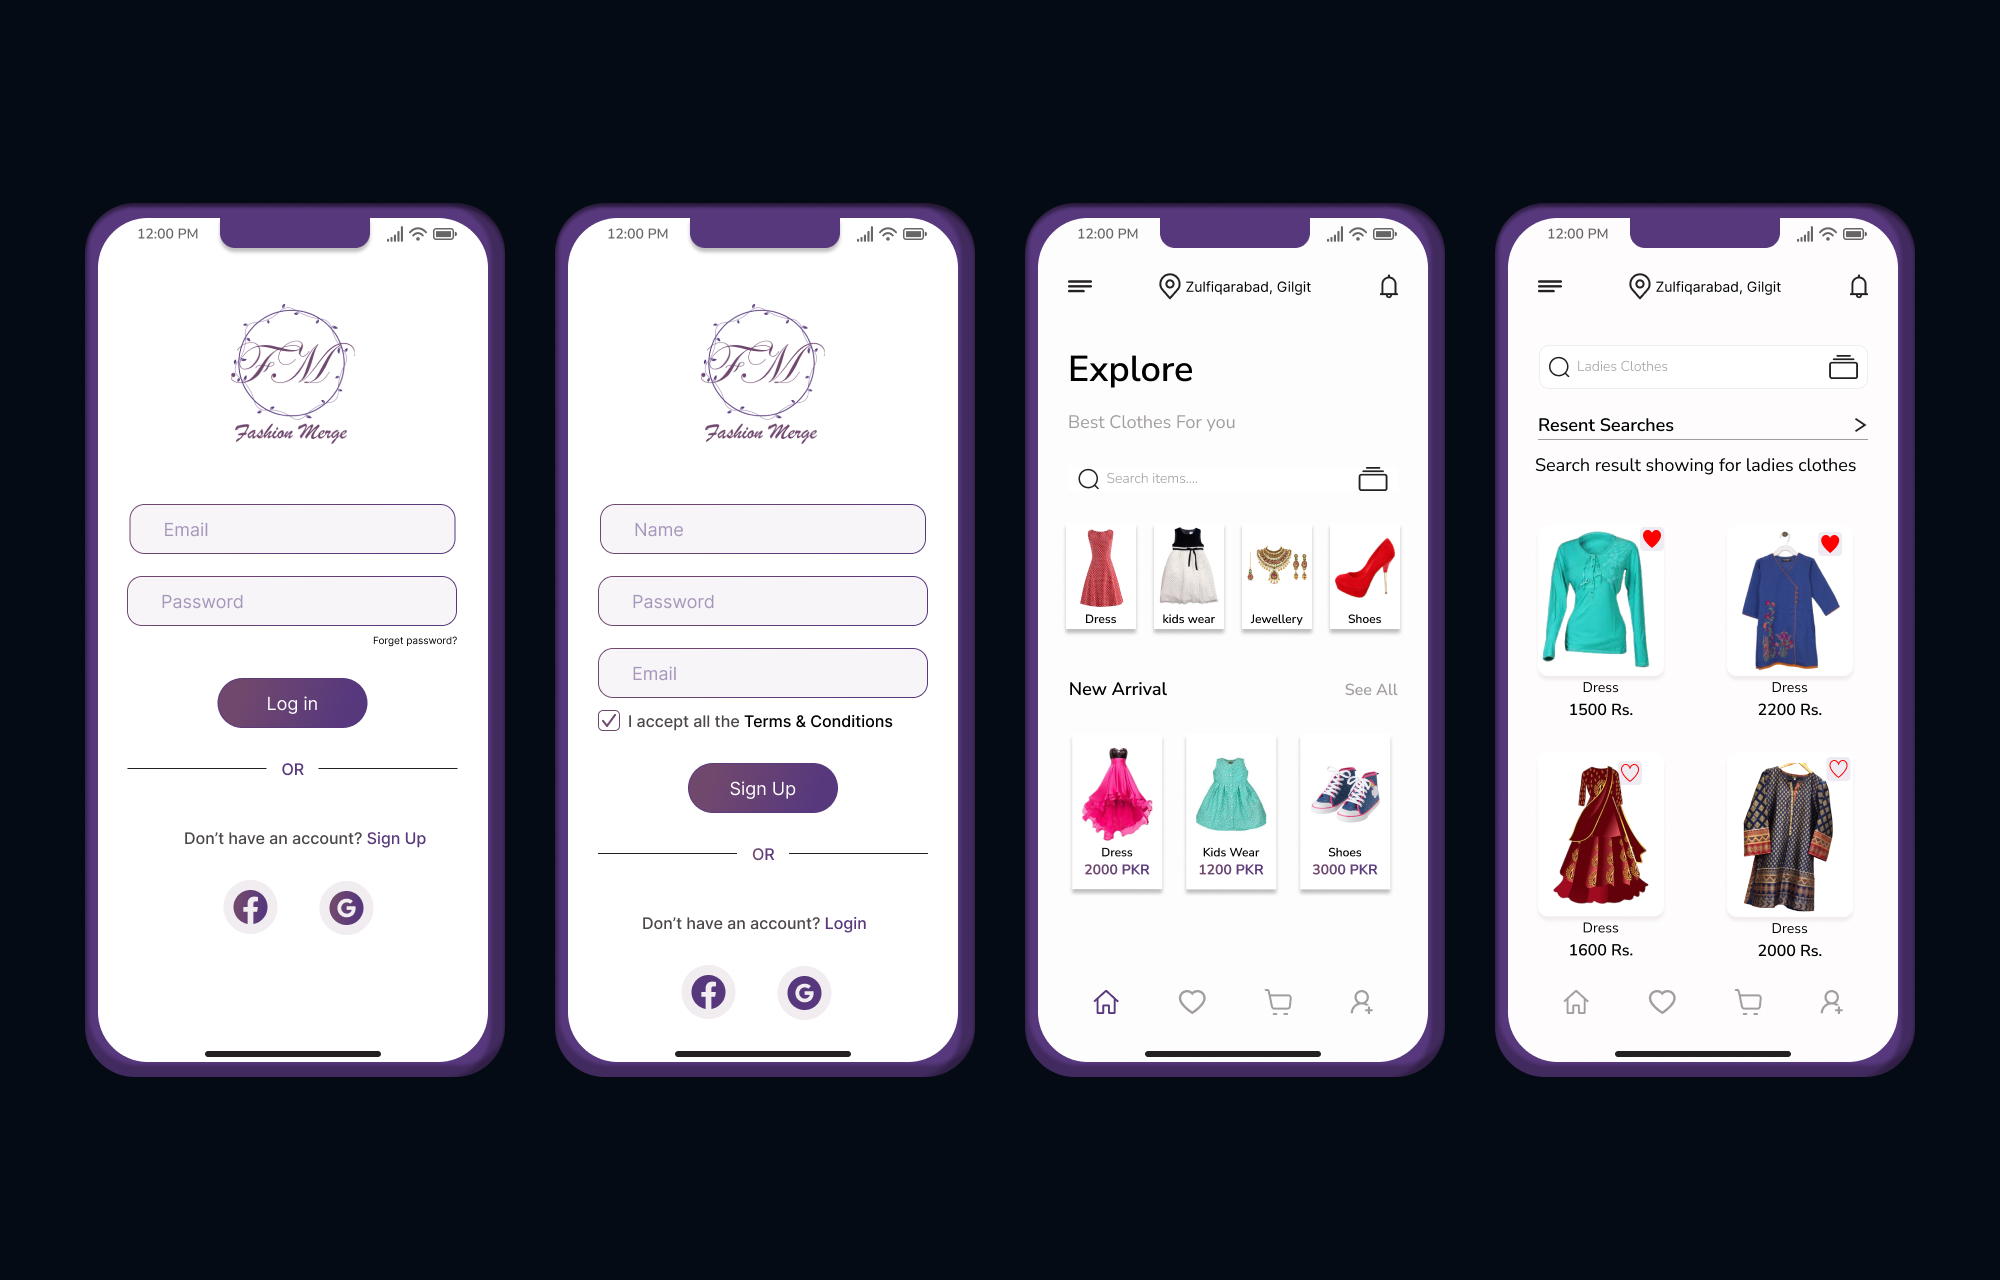 12:00 PM
FM
Fashion Merge
Email
Password
Forget password?
Log in
OR
Don't have an account? Sign Up
12:00 PM
FM
Fashion Merge
Name
Password
Email
I accept all the Terms & Conditions
Sign Up
OR
Don't have an account? Login
12:00 PM
Zulfiqarabad, Gilgit
Explore
Best Clothes For you
Search items....
Dress
kids wear
Jewellery
Shoes
New Arrival
See All
Dress
2000 PKR
Kids Wear
1200 PKR
Shoes
3000 PKR
12:00 PM
Zulfiqarabad, Gilgit
Ladies Clothes
Resent Searches
Search result showing for ladies clothes
Dress
1500 Rs.
Dress
2200 Rs.
Dress
1600 Rs.
Dress
2000 Rs.